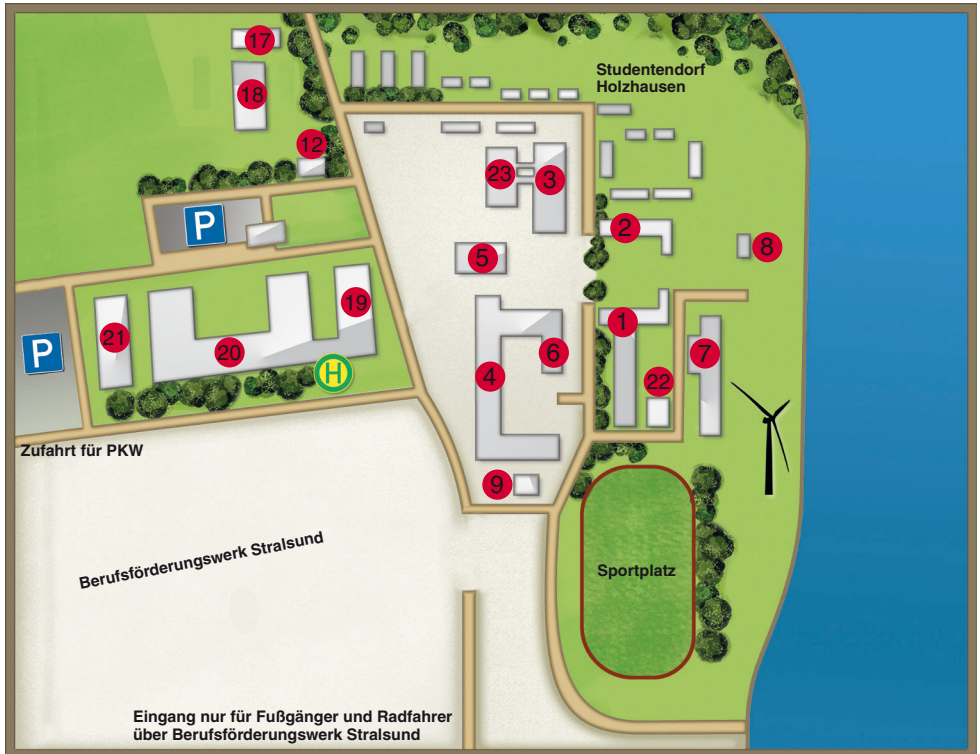 17
18
Studentendorf
Holzhausen
12
23
3
P
2
8
5
19
1
21
20
6
7
P
4
H
22
Zufahrt für PKW
9
Sportplatz
Berufsförderungswerk Stralsund
Eingang nur für Fußgänger und Radfahrer
über Berufsförderungswerk Stralsund